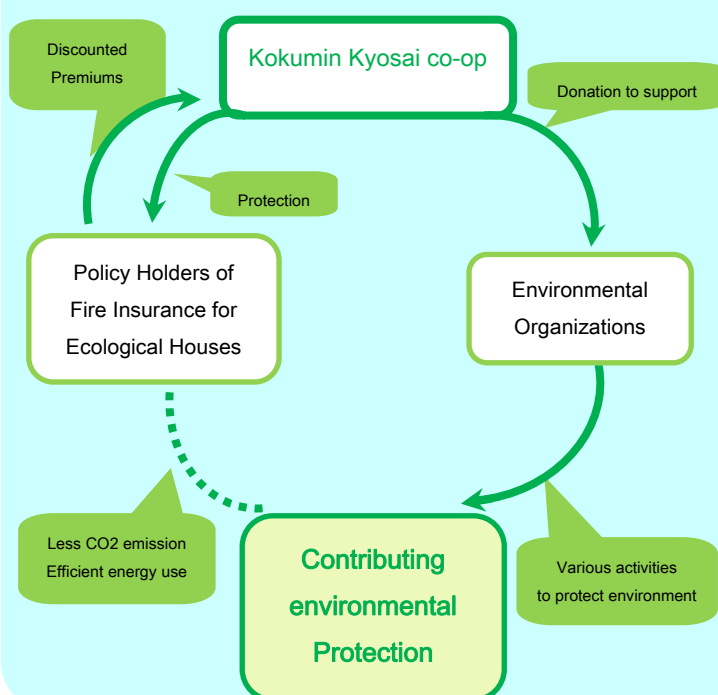 Kokumin Kyosai co-op
Discounted
Premiums
Donation to support
Protection
Policy Holders of
Fire Insurance for
Ecological Houses
Environmental
Organizations
Less CO2 emission
Efficient energy use
Contributing
environmental
Protection
Various activities
to protect environment